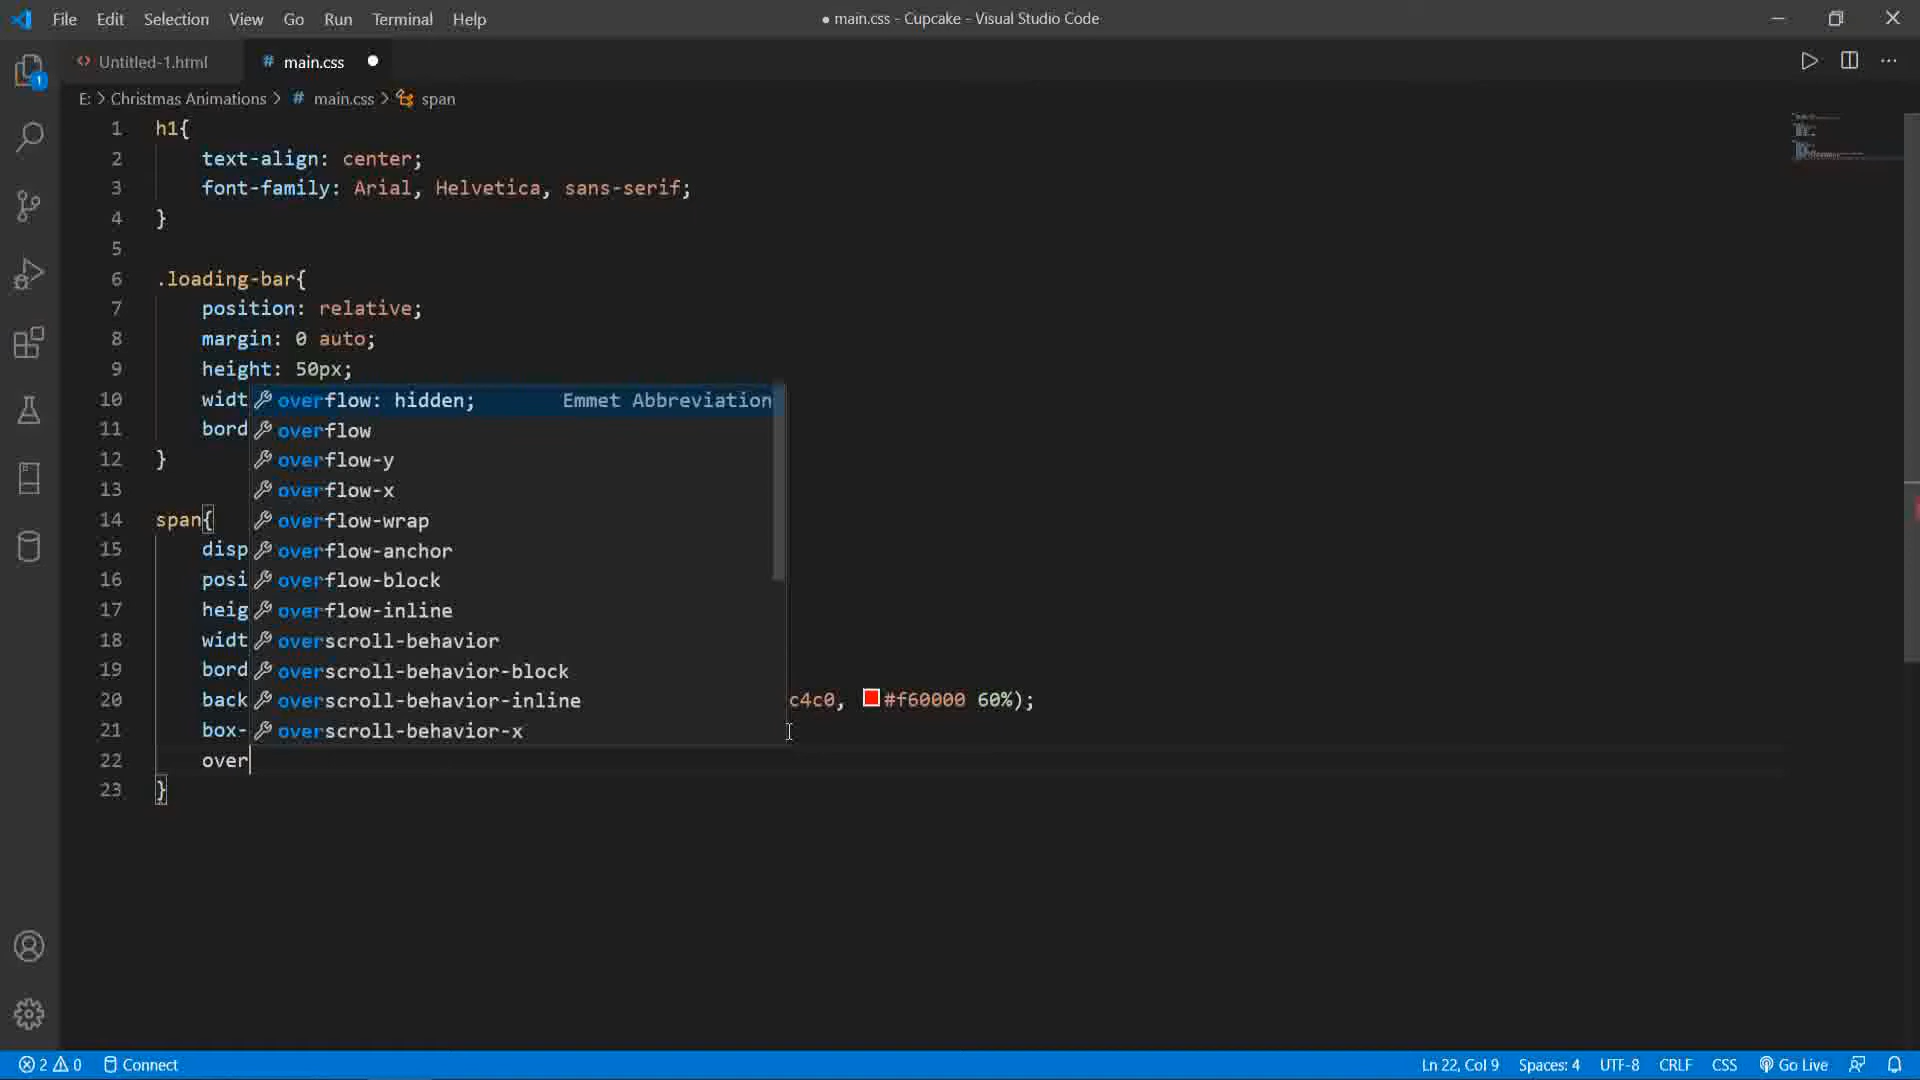 File Edit Selection View Go Run Terminal Help ● main.css - Cupcake - Visual Studio Code
Untitled-1.html # main.css
E: > Christmas Animations > # main.css > span
1 h1{
2 text-align: center;
3 font-family: Arial, Helvetica, sans-serif;
4 }
5
6 .loading-bar{
7 position: relative;
8 margin: 0 auto;
9 height: 50px;
10 widt overflow: hidden; Emmet Abbreviation
11 bord overflow
12 } overflow-y
13 overflow-x
14 span{ overflow-wrap
15 disp overflow-anchor
16 posi overflow-block
17 heig overflow-inline
18 widt overscroll-behavior
19 bord overscroll-behavior-block
20 back overscroll-behavior-inline c4c0, #f60000 60%);
21 box- overscroll-behavior-x
22 over
23 }
1
2 0 Connect Ln 22, Col 9 Spaces: 4 UTF-8 CRLF CSS Go Live